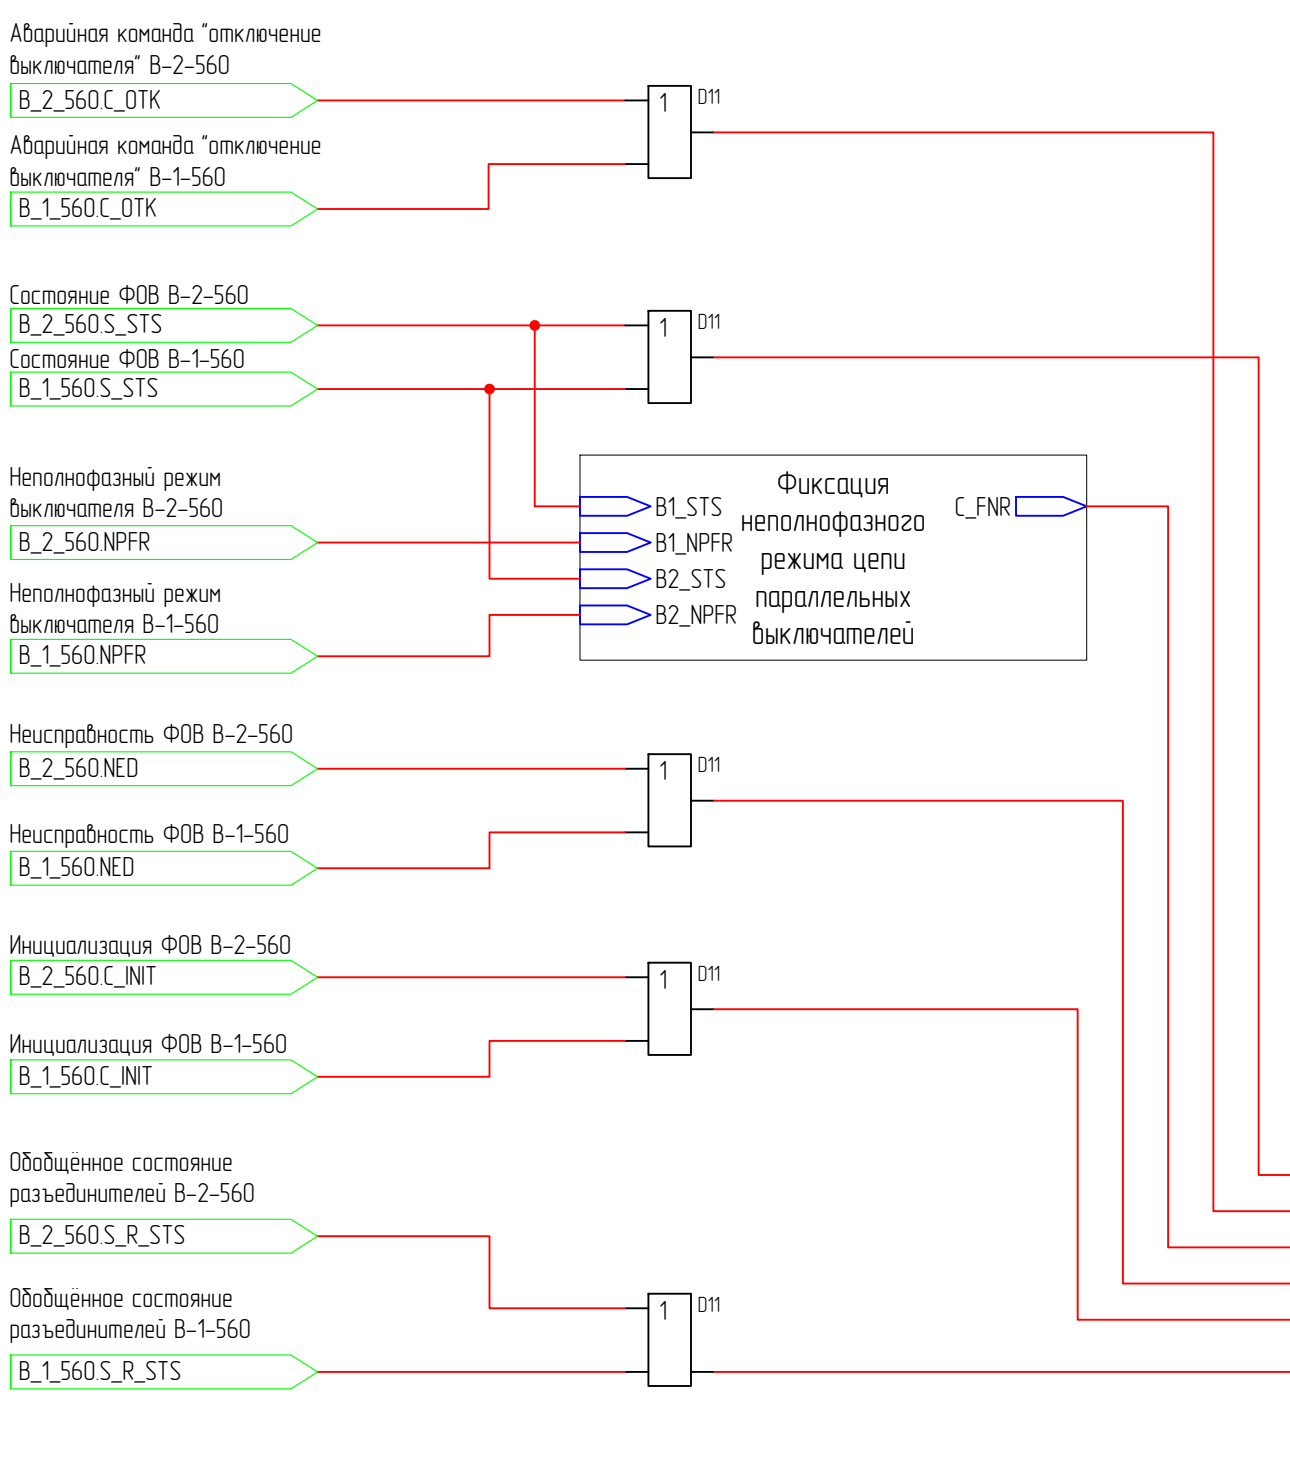 Аварийная команда "отключение
выключателя" В-2-560
B_2_560.C_OTK
1
D11
Аварийная команда "отключение
выключателя" В-1-560
B_1_560.C_OTK
Состояние ФОВ В-2-560
B_2_560.S_STS
1
D11
Состояние ФОВ В-1-560
B_1_560.S_STS
Неполнофазный режим
выключателя В-2-560
B_2_560.NPFR
Неполнофазный режим
выключателя В-1-560
B_1_560.NPFR
B1_STS
B1_NPFR
B2_STS
B2_NPFR
Фиксация
неполнофазного
режима цепи
параллельных
выключателей
C_FNR
Неисправность ФОВ В-2-560
B_2_560.NED
1
D11
Неисправность ФОВ В-1-560
B_1_560.NED
Инициализация ФОВ В-2-560
B_2_560.C_INIT
1
D11
Инициализация ФОВ В-1-560
B_1_560.C_INIT
Обобщённое состояние
разъединителей В-2-560
B_2_560.S_R_STS
Обобщённое состояние
разъединителей В-1-560
B_1_560.S_R_STS
1
D11